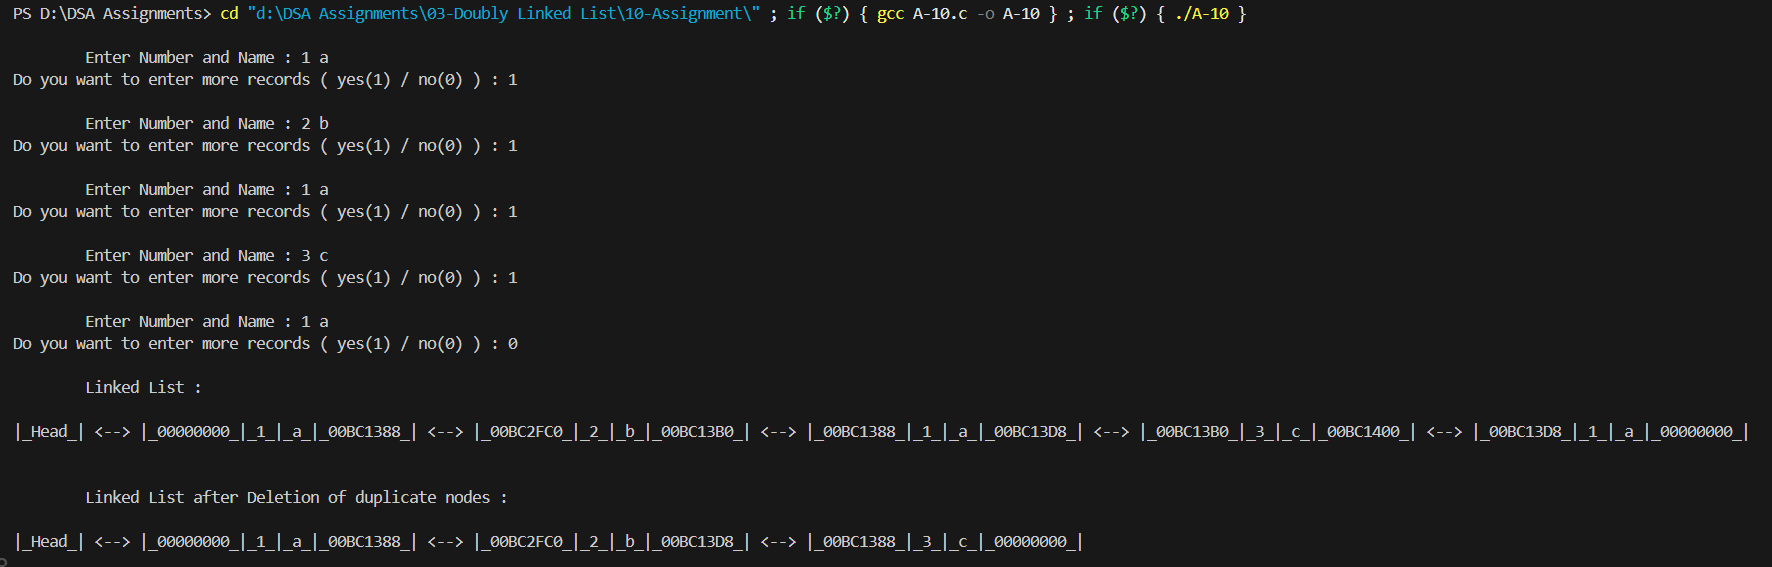 PS D:\DSA Assignments> cd "d:\DSA Assignments\03-Doubly Linked List\10-Assignment\" ; if ($?) { gcc A-10.c -o A-10 } ; if ($?) { ./A-10 }
Enter Number and Name : 1 a
Do you want to enter more records ( yes(1) / no(0) ) : 1
Enter Number and Name : 2 b
Do you want to enter more records ( yes(1) / no(0) ) : 1
Enter Number and Name : 1 a
Do you want to enter more records ( yes(1) / no(0) ) : 1
Enter Number and Name : 3 c
Do you want to enter more records ( yes(1) / no(0) ) : 1
Enter Number and Name : 1 a
Do you want to enter more records ( yes(1) / no(0) ) : 0
Linked List :
|_Head_| <--> |_00000000_|_1_|_a_|_00BC1388_| <--> |_00BC2FC0_|_2_|_b_|_00BC13B0_| <--> |_00BC1388_|_1_|_a_|_00BC13D8_| <--> |_00BC13B0_|_3_|_c_|_00BC1400_| <--> |_00BC13D8_|_1_|_a_|_00000000_|
Linked List after Deletion of duplicate nodes :
|_Head_| <--> |_00000000_|_1_|_a_|_00BC1388_| <--> |_00BC2FC0_|_2_|_b_|_00BC13D8_| <--> |_00BC1388_|_3_|_c_|_00000000_|